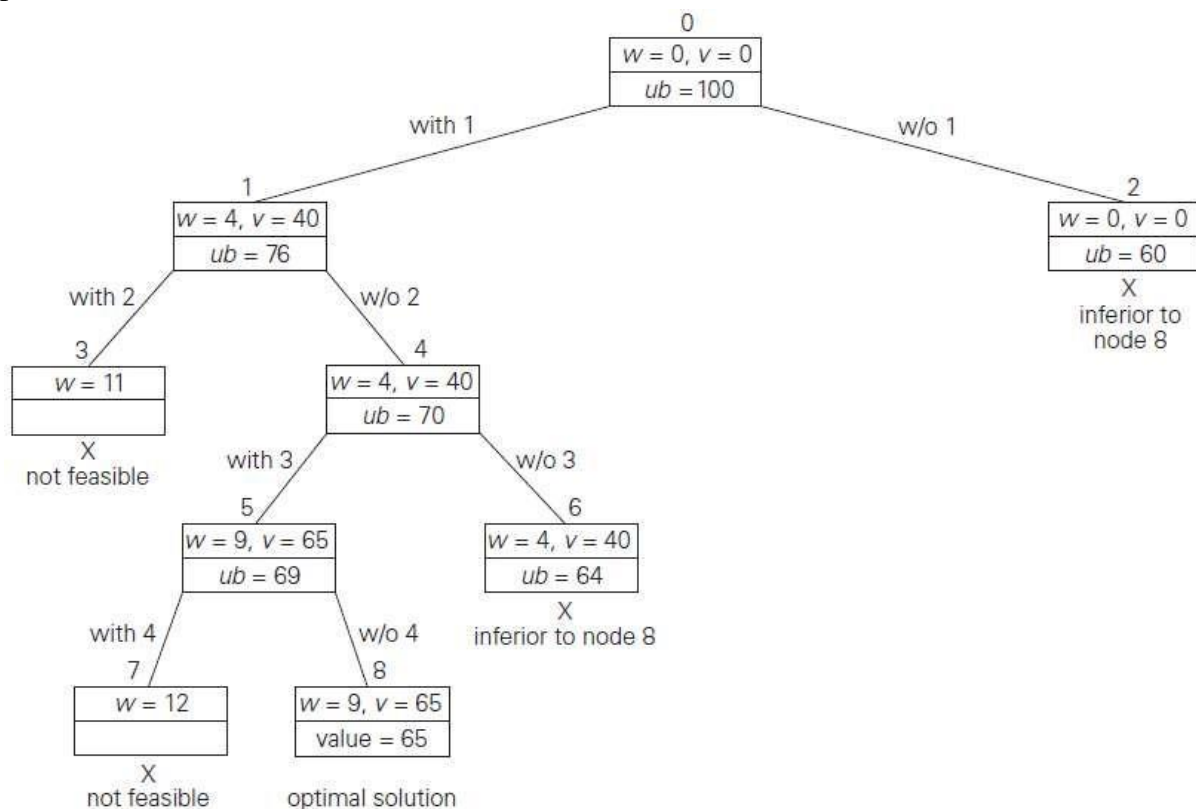 0
w = 0, v = 0
ub = 100
with 1
w/o 1
1
w = 4, v = 40
ub = 76
2
w = 0, v = 0
ub = 60
X
inferior to
node 8
with 2
w/o 2
3
w = 11
X
not feasible
4
w = 4, v = 40
ub = 70
with 3
w/o 3
5
w = 9, v = 65
ub = 69
6
w = 4, v = 40
ub = 64
X
inferior to node 8
with 4
w/o 4
7
w = 12
X
not feasible
8
w = 9, v = 65
value = 65
optimal solution